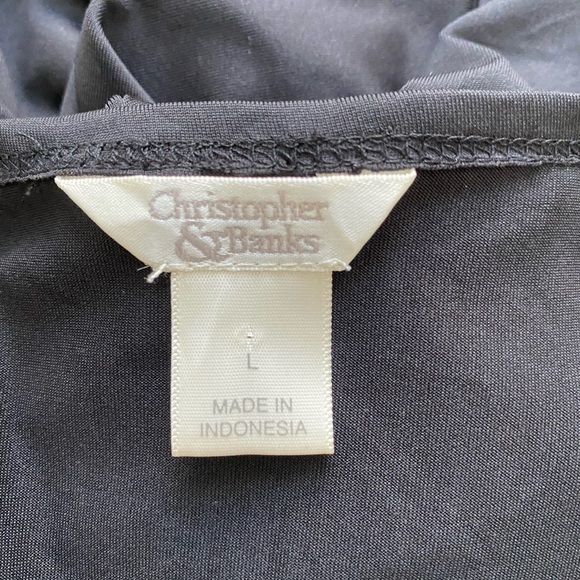 Christopher
& Banks
L
MADE IN
INDONESIA